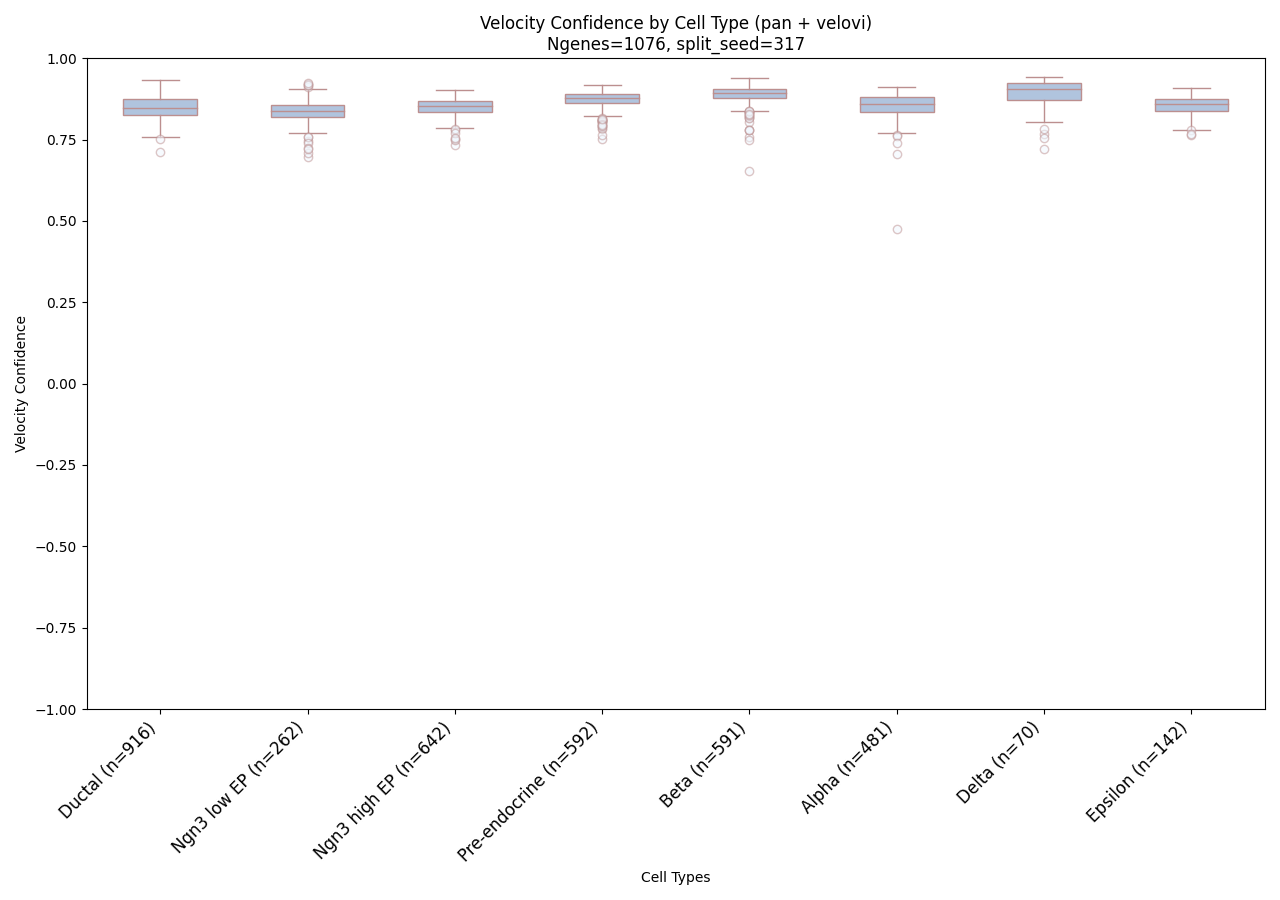 Velocity Confidence by Cell Type (pan + velovi)
Ngenes=1076, split_seed=317
1.00
0.75
0.50
0.25
0.00
−0.25
−0.50
−0.75
−1.00
Velocity Confidence
Ductal (n=916)
Ngn3 low EP (n=262)
Ngn3 high EP (n=642)
Pre-endocrine (n=592)
Beta (n=591)
Alpha (n=481)
Delta (n=70)
Epsilon (n=142)
Cell Types